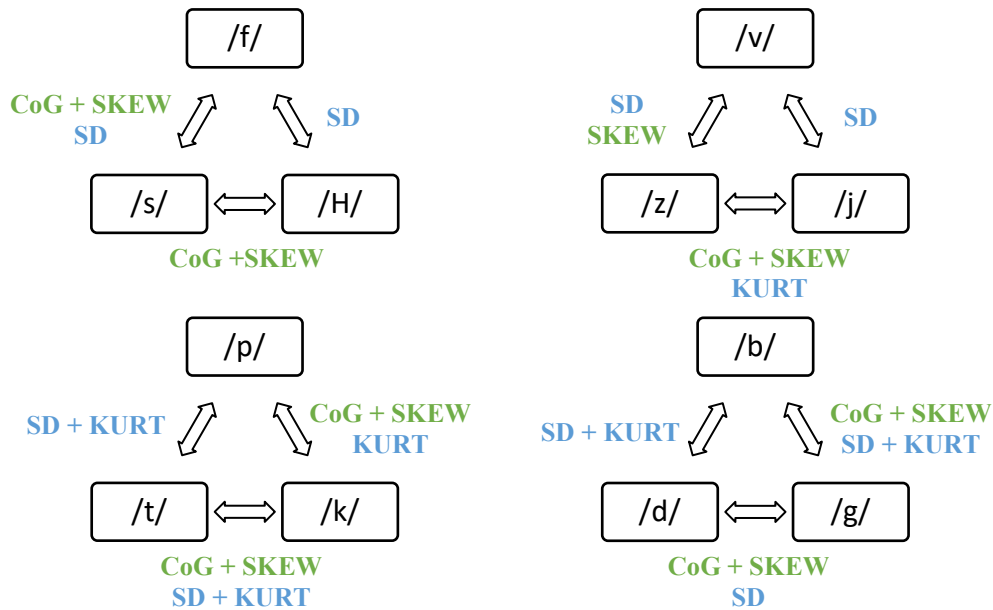 /f/
CoG + SKEW
SD
SD
/s/
/H/
CoG +SKEW
/v/
SD
SKEW
SD
/z/
/j/
CoG + SKEW
KURT
/p/
SD + KURT
CoG + SKEW
KURT
/t/
/k/
CoG + SKEW
SD + KURT
/b/
SD + KURT
CoG + SKEW
SD + KURT
/d/
/g/
CoG + SKEW
SD